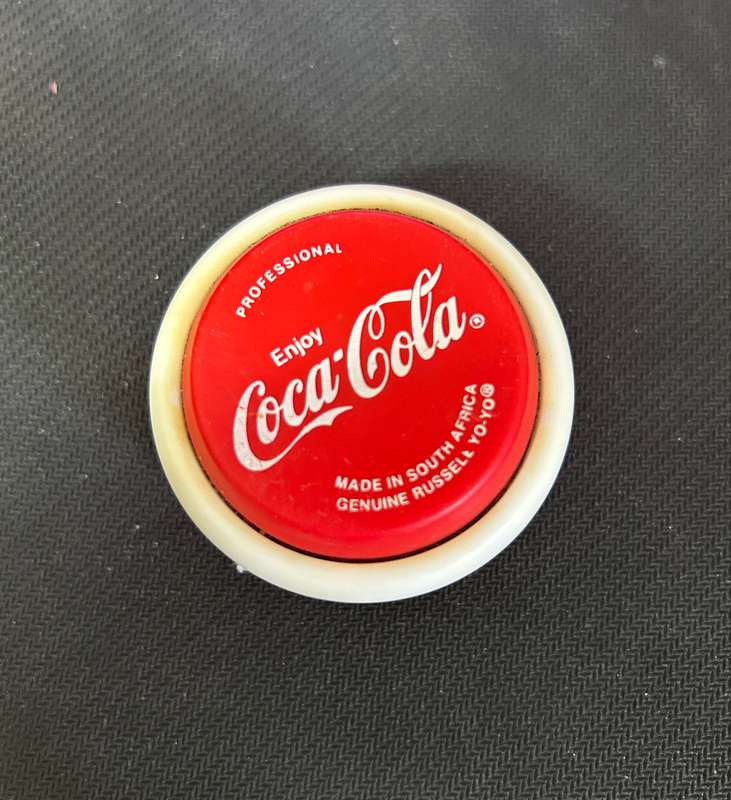 PROFESSIONAL
Enjoy
Coca-Cola®
MADE IN SOUTH AFRICA
GENUINE RUSSELL YO-YO®